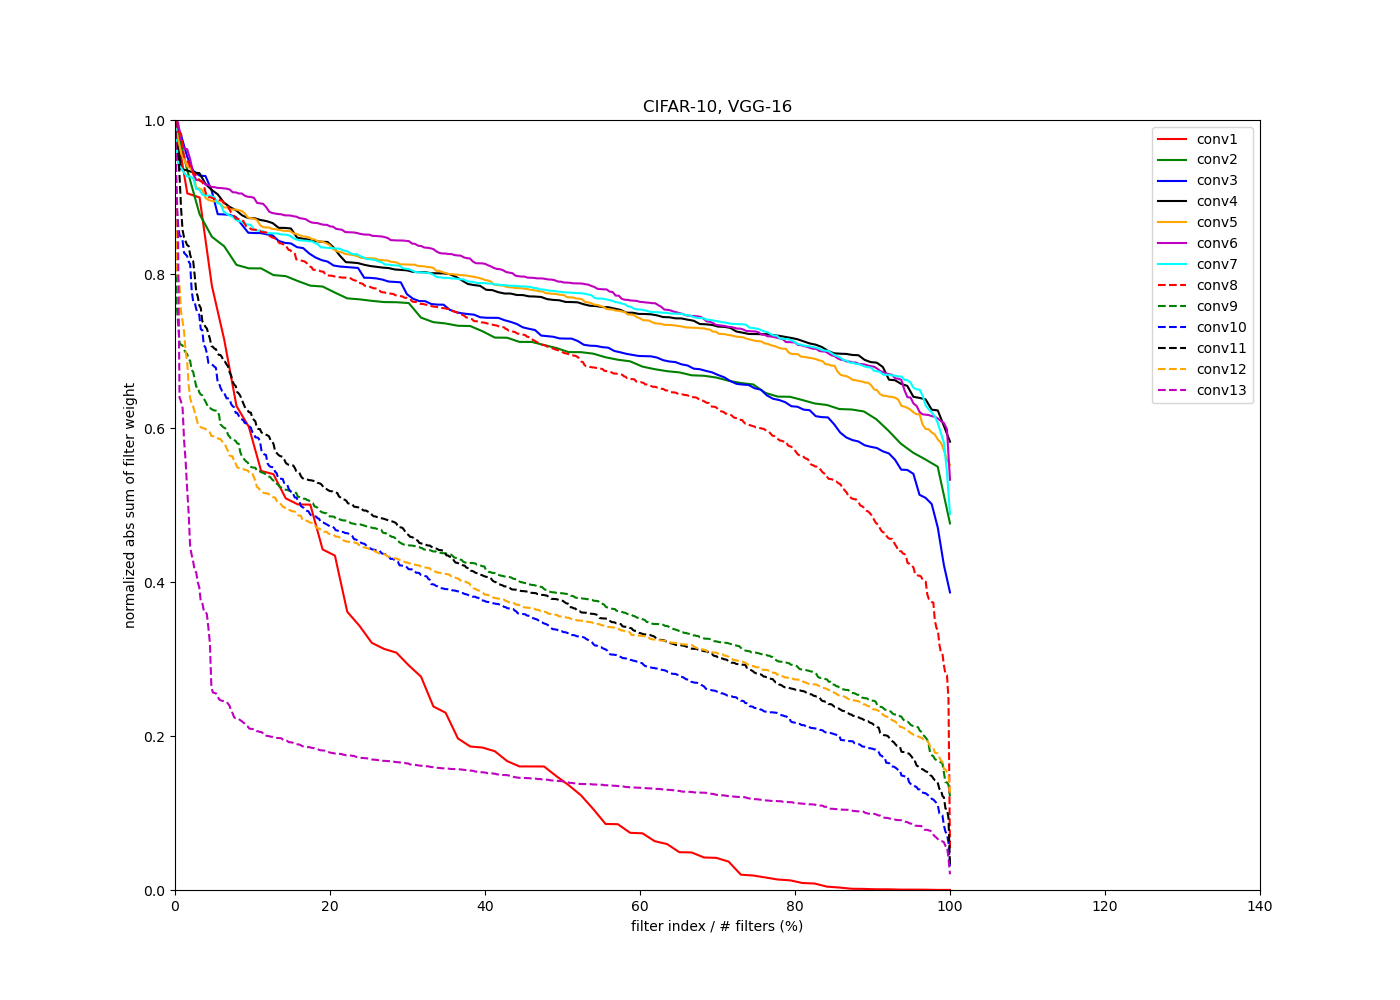 CIFAR-10, VGG-16
1.0
0.8
0.6
0.4
0.2
0.0
normalized abs sum of filter weight
0 20 40 60 80 100 120 140
filter index / # filters (%)
conv1
conv2
conv3
conv4
conv5
conv6
conv7
conv8
conv9
conv10
conv11
conv12
conv13